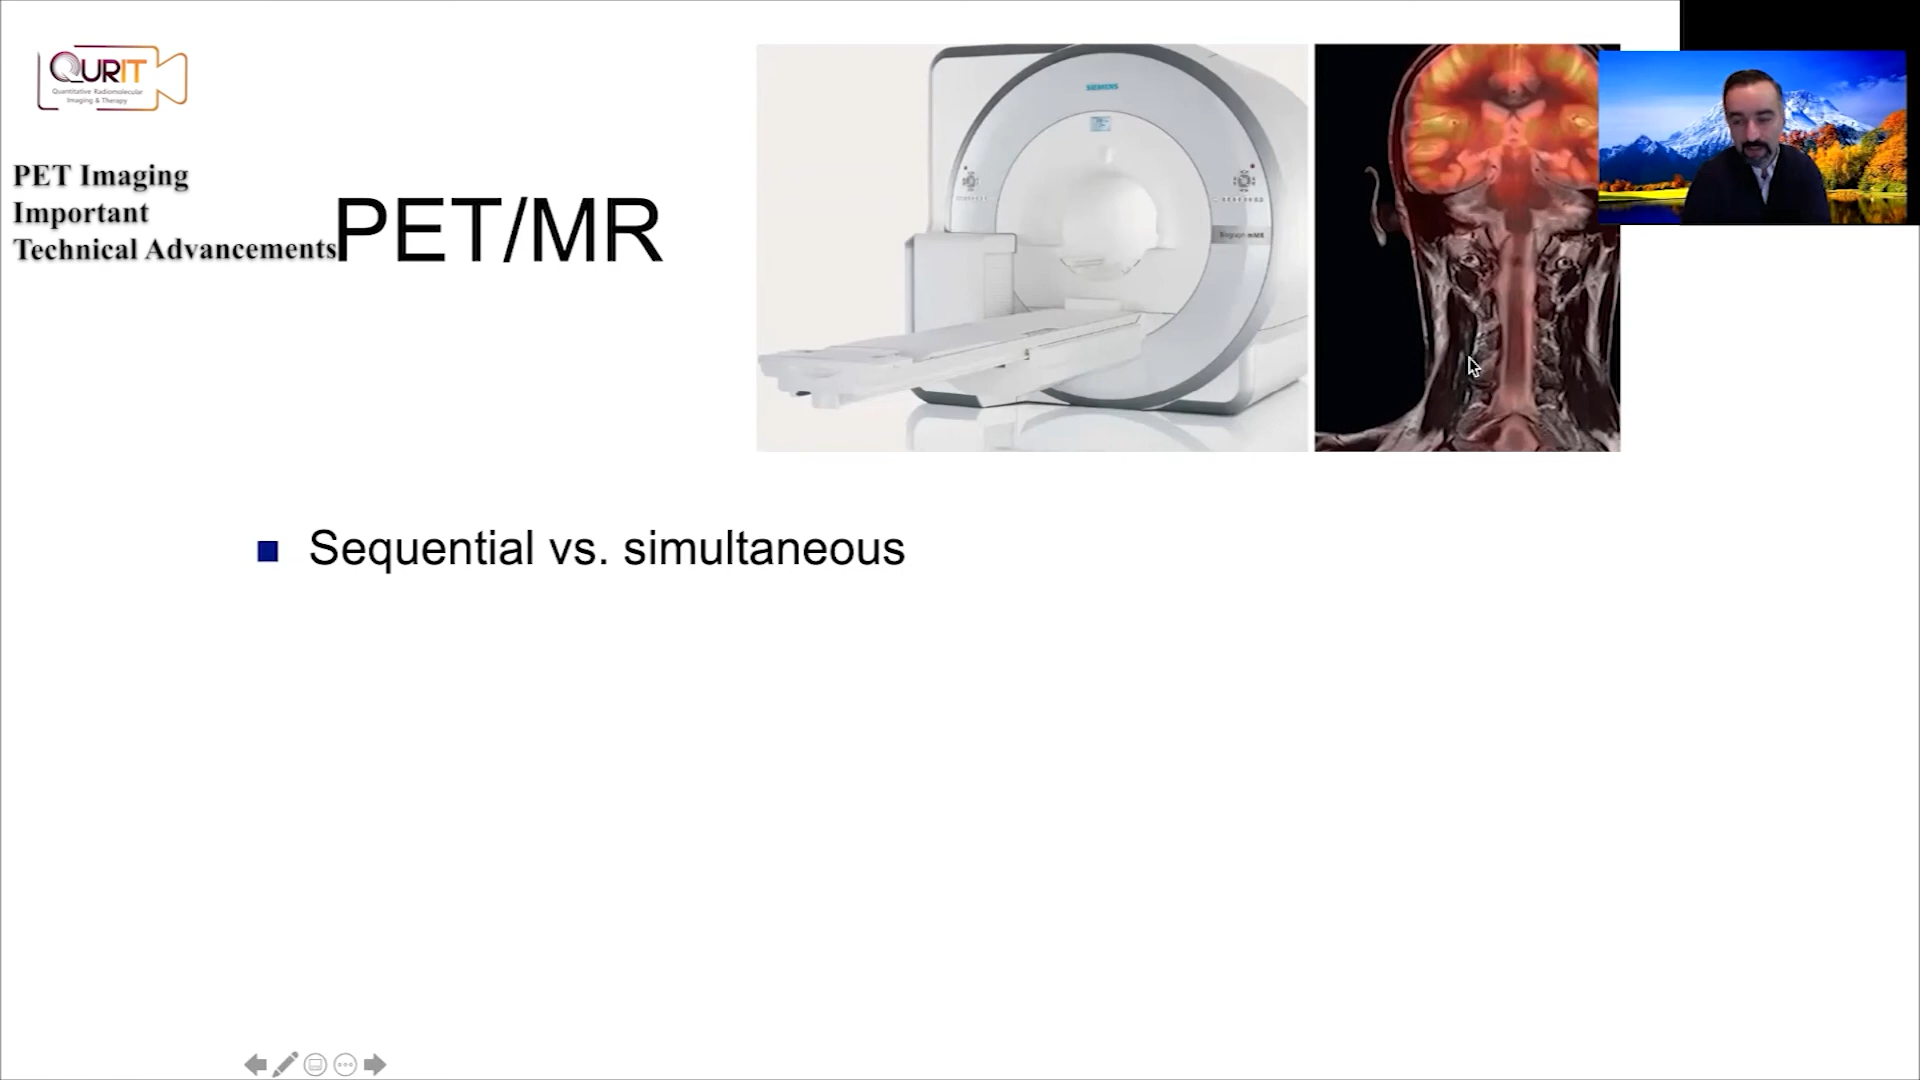 QURIT
Quantitative Radiomolecular
Imaging & Therapy
PET Imaging
Important
Technical Advancements
PET/MR
SIEMENS
Biograph mMR
■ Sequential vs. simultaneous